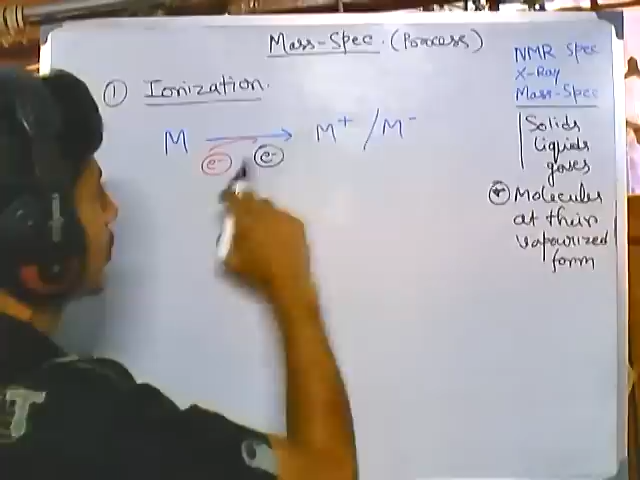 Mass-Spec. (Porcess)
NMR Spec
X-Ray
Mass-Spec
① Ionization.
M e- e- M+ / M-
Solids
Liquids
gases
+ Molecules
at their
vapourized
form
T